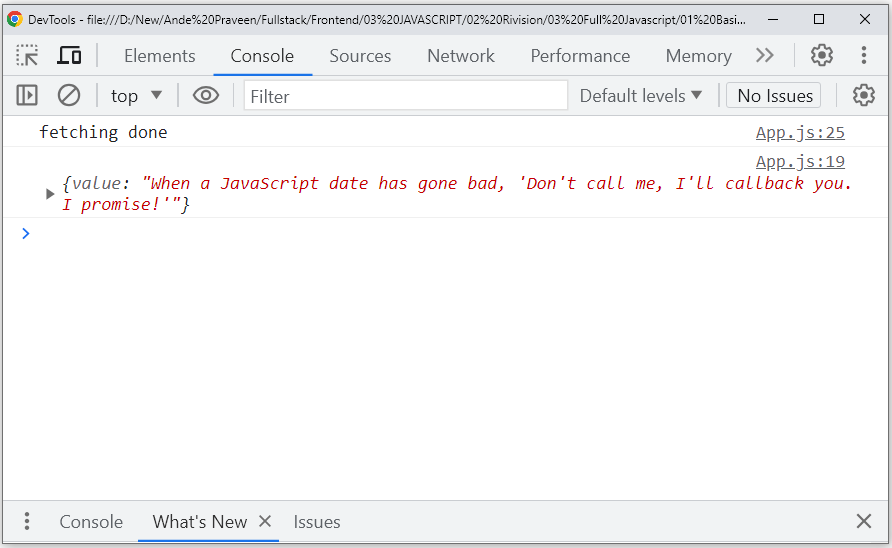 DevTools - file:///D:/New/Ande%20Praveen/Fullstack/Frontend/03%20JAVASCRIPT/02%20Rivision/03%20Full%20Javascript/01%20Basi...
Elements Console Sources Network Performance Memory
top Filter Default levels No Issues
fetching done App.js:25
App.js:19
{value: "When a JavaScript date has gone bad, 'Don't call me, I'll callback you.
I promise!'"}
Console What's New Issues